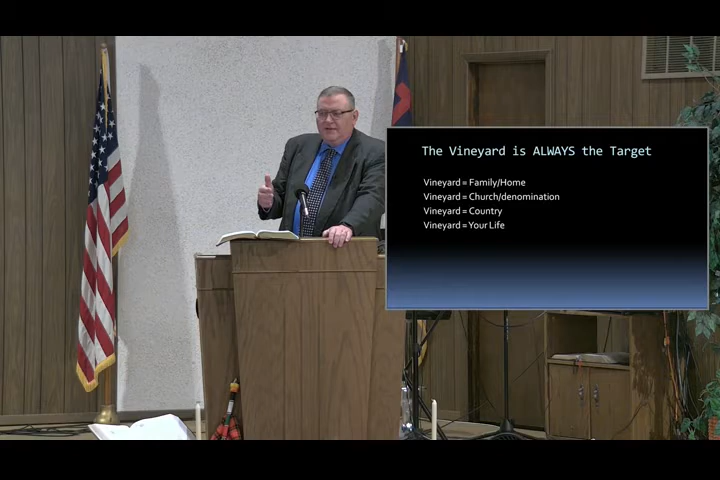 The Vineyard is ALWAYS the Target
Vineyard = Family/Home
Vineyard = Church/denomination
Vineyard = Country
Vineyard = Your Life